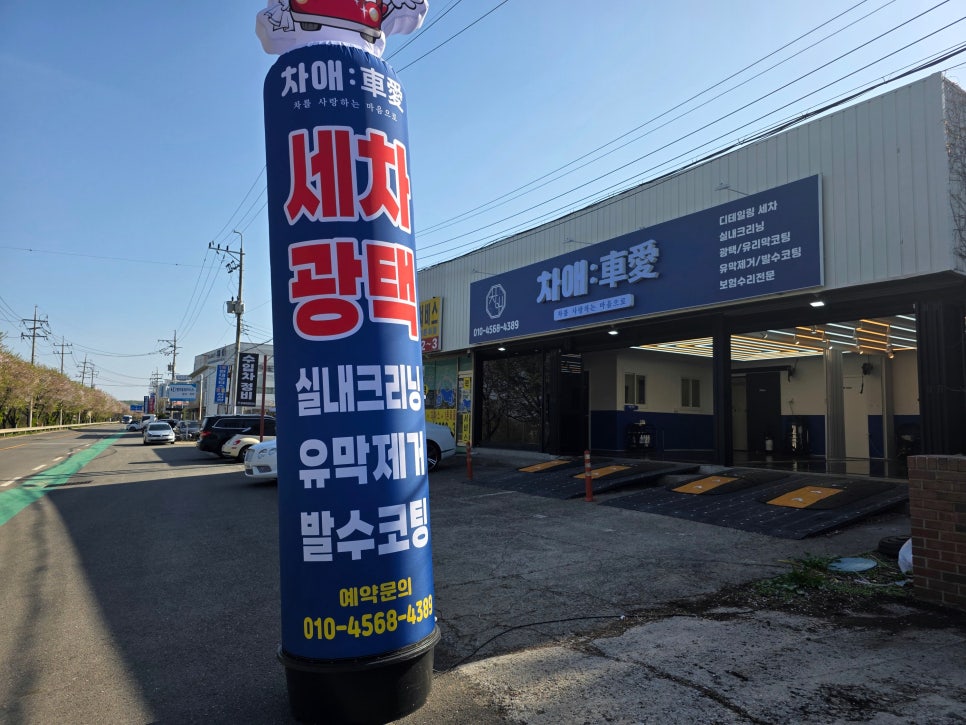 차애:車愛
차를 사랑하는 마음으로
세차
광택
실내크리닝
유막제거
발수코팅
예약문의
010-4568-4389
차애:車愛
차를 사랑하는 마음으로
010-4568-4389
디테일링 세차
실내크리닝
광택/유리막코팅
유막제거/발수코팅
보험수리전문
수입차 정비